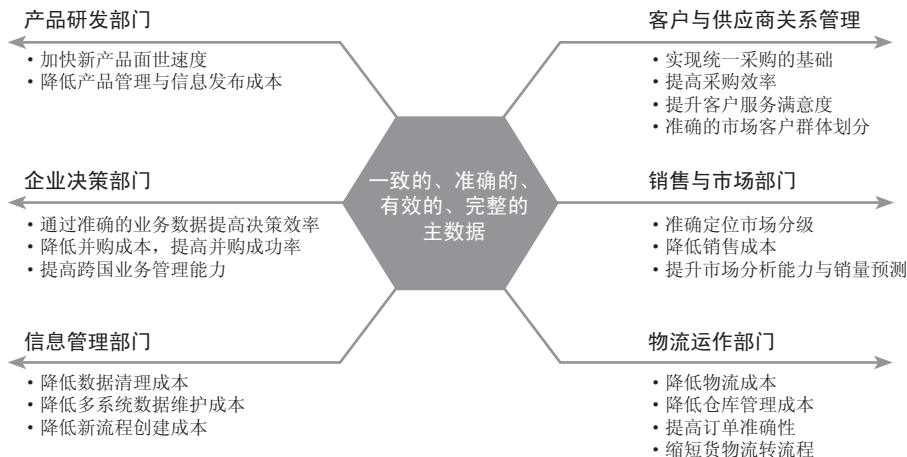 产品研发部门
• 加快新产品面世速度
• 降低产品管理与信息发布成本
客户与供应商关系管理
• 实现统一采购的基础
• 提高采购效率
• 提升客户服务满意度
• 准确的市场客户群体划分
一致的、准确的、
有效的、完整的
主数据
企业决策部门
• 通过准确的业务数据提高决策效率
• 降低并购成本，提高并购成功率
• 提高跨国业务管理能力
销售与市场部门
• 准确定位市场分级
• 降低销售成本
• 提升市场分析能力与销量预测
信息管理部门
• 降低数据清理成本
• 降低多系统数据维护成本
• 降低新流程创建成本
物流运作部门
• 降低物流成本
• 降低仓库管理成本
• 提高订单准确性
• 缩短货物流转流程